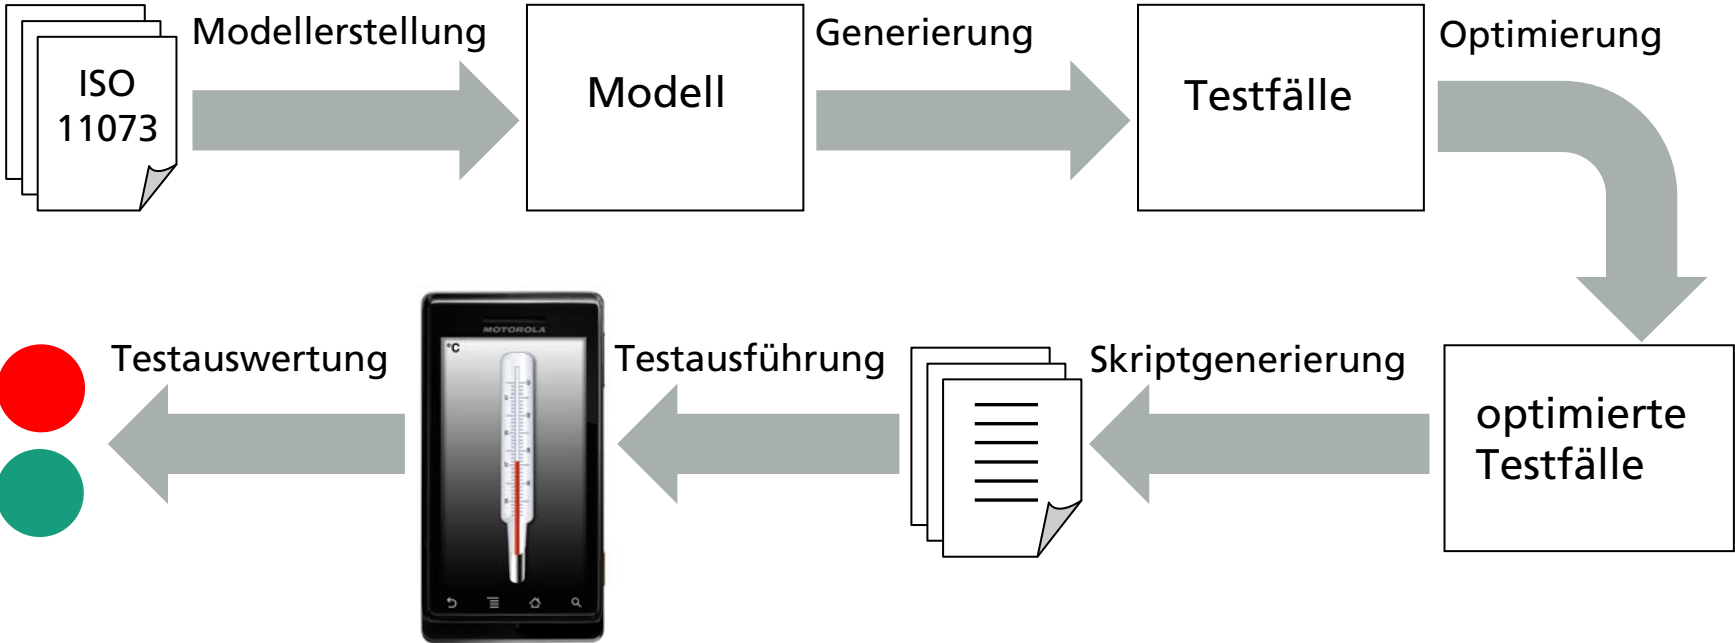 Modellerstellung
Generierung
Optimierung
ISO
11073
Modell
Testfälle
Testauswertung
MOTOROLA
°C
Testausführung
Skriptgenerierung
optimierte
Testfälle